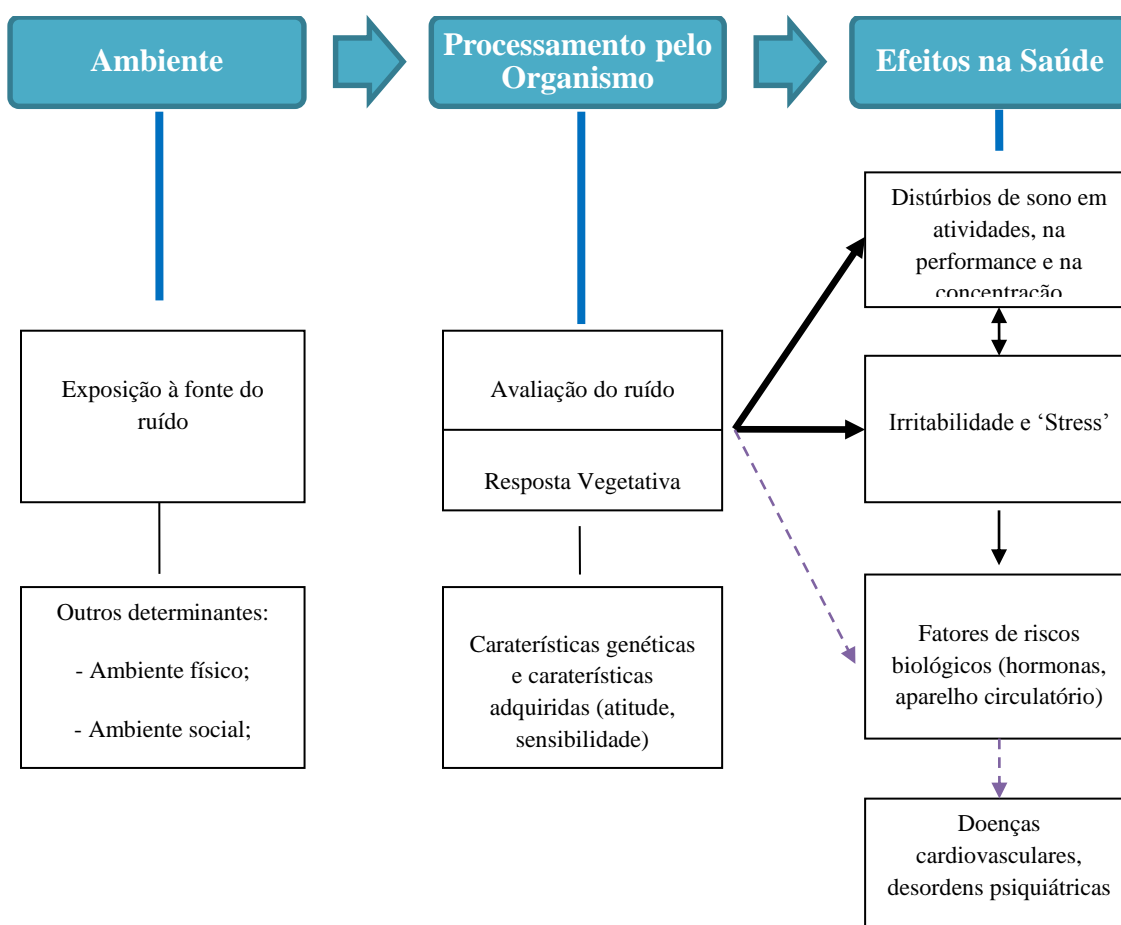 Ambiente
Processamento pelo
Organismo
Efeitos na Saúde
Exposição à fonte do
ruído
Outros determinantes:
- Ambiente físico;
- Ambiente social;
Avaliação do ruído
Resposta Vegetativa
Caraterísticas genéticas
e caraterísticas
adquiridas (atitude,
sensibilidade)
Distúrbios de sono em
atividades, na
performance e na
concentração
Irritabilidade e ‘Stress’
Fatores de riscos
biológicos (hormonas,
aparelho circulatório)
Doenças
cardiovasculares,
desordens psiquiátricas